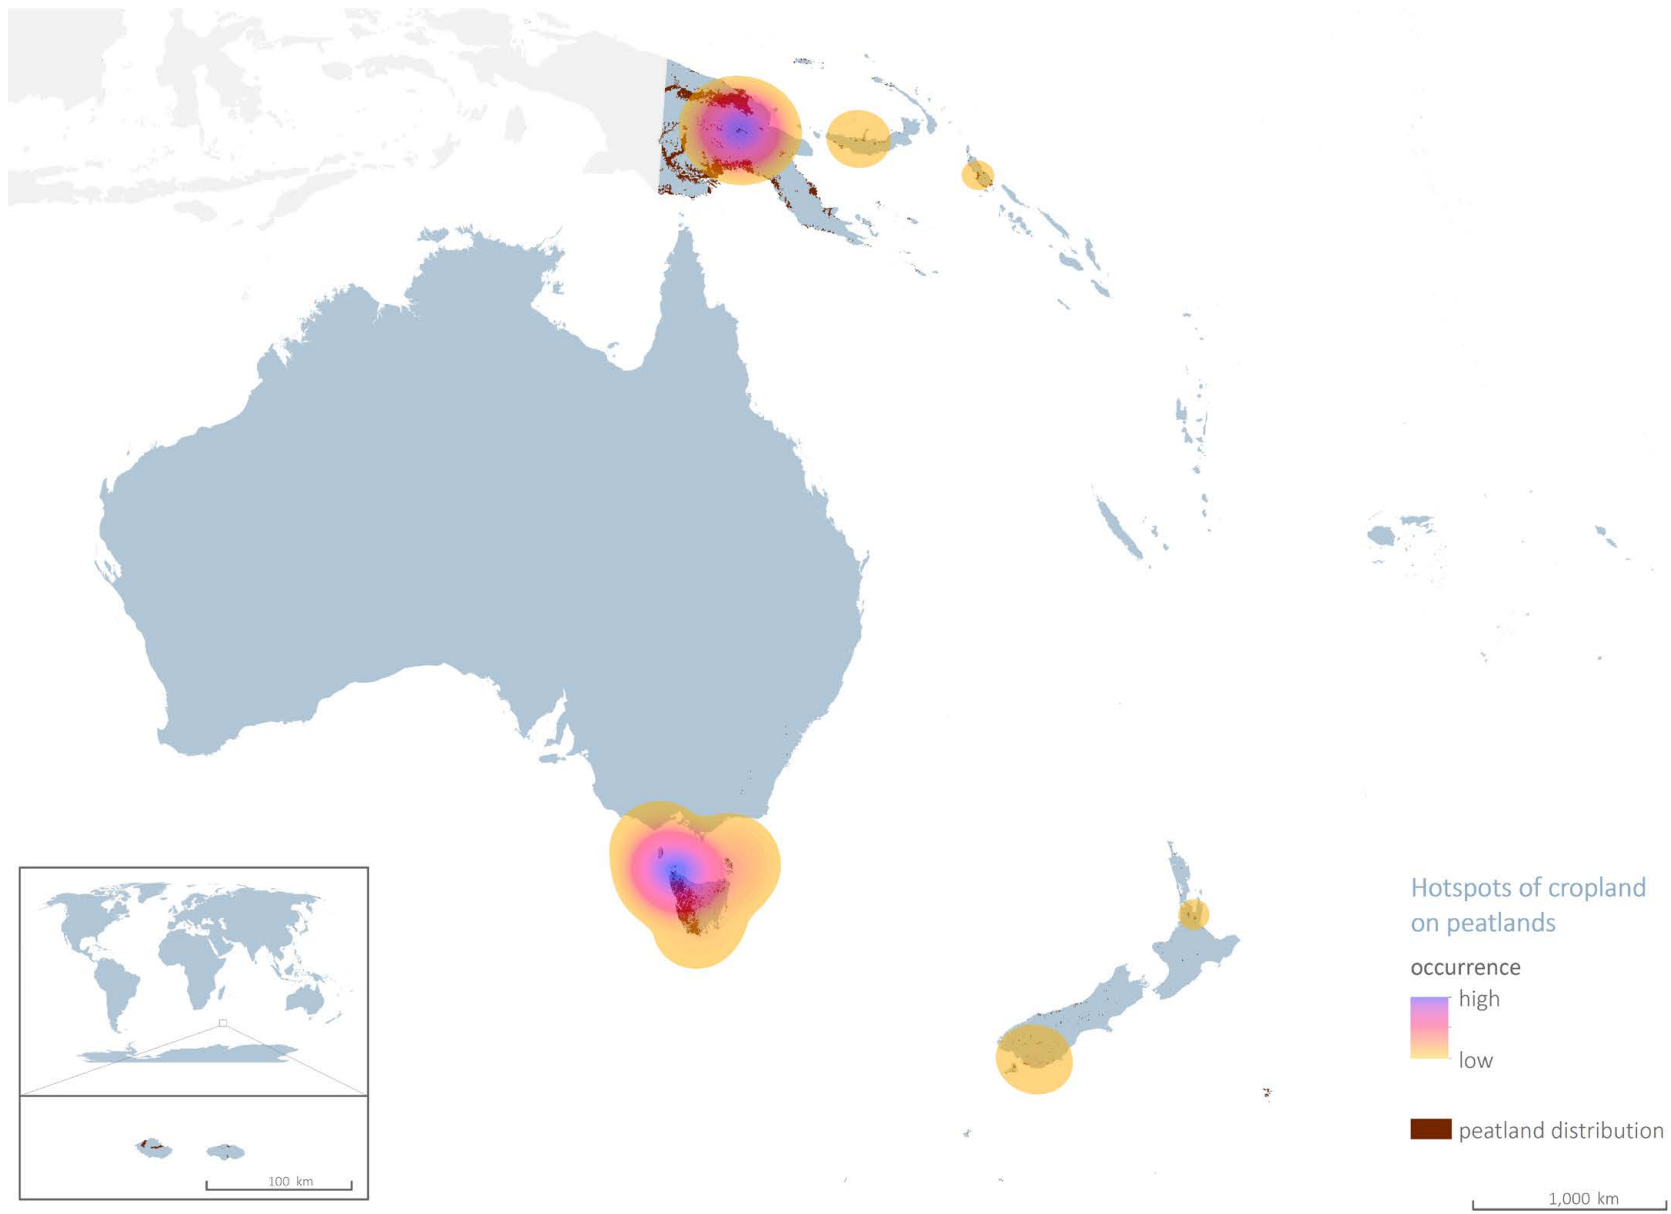 Hotspots of cropland
on peatlands
occurrence
high
low
peatland distribution
100 km
1,000 km